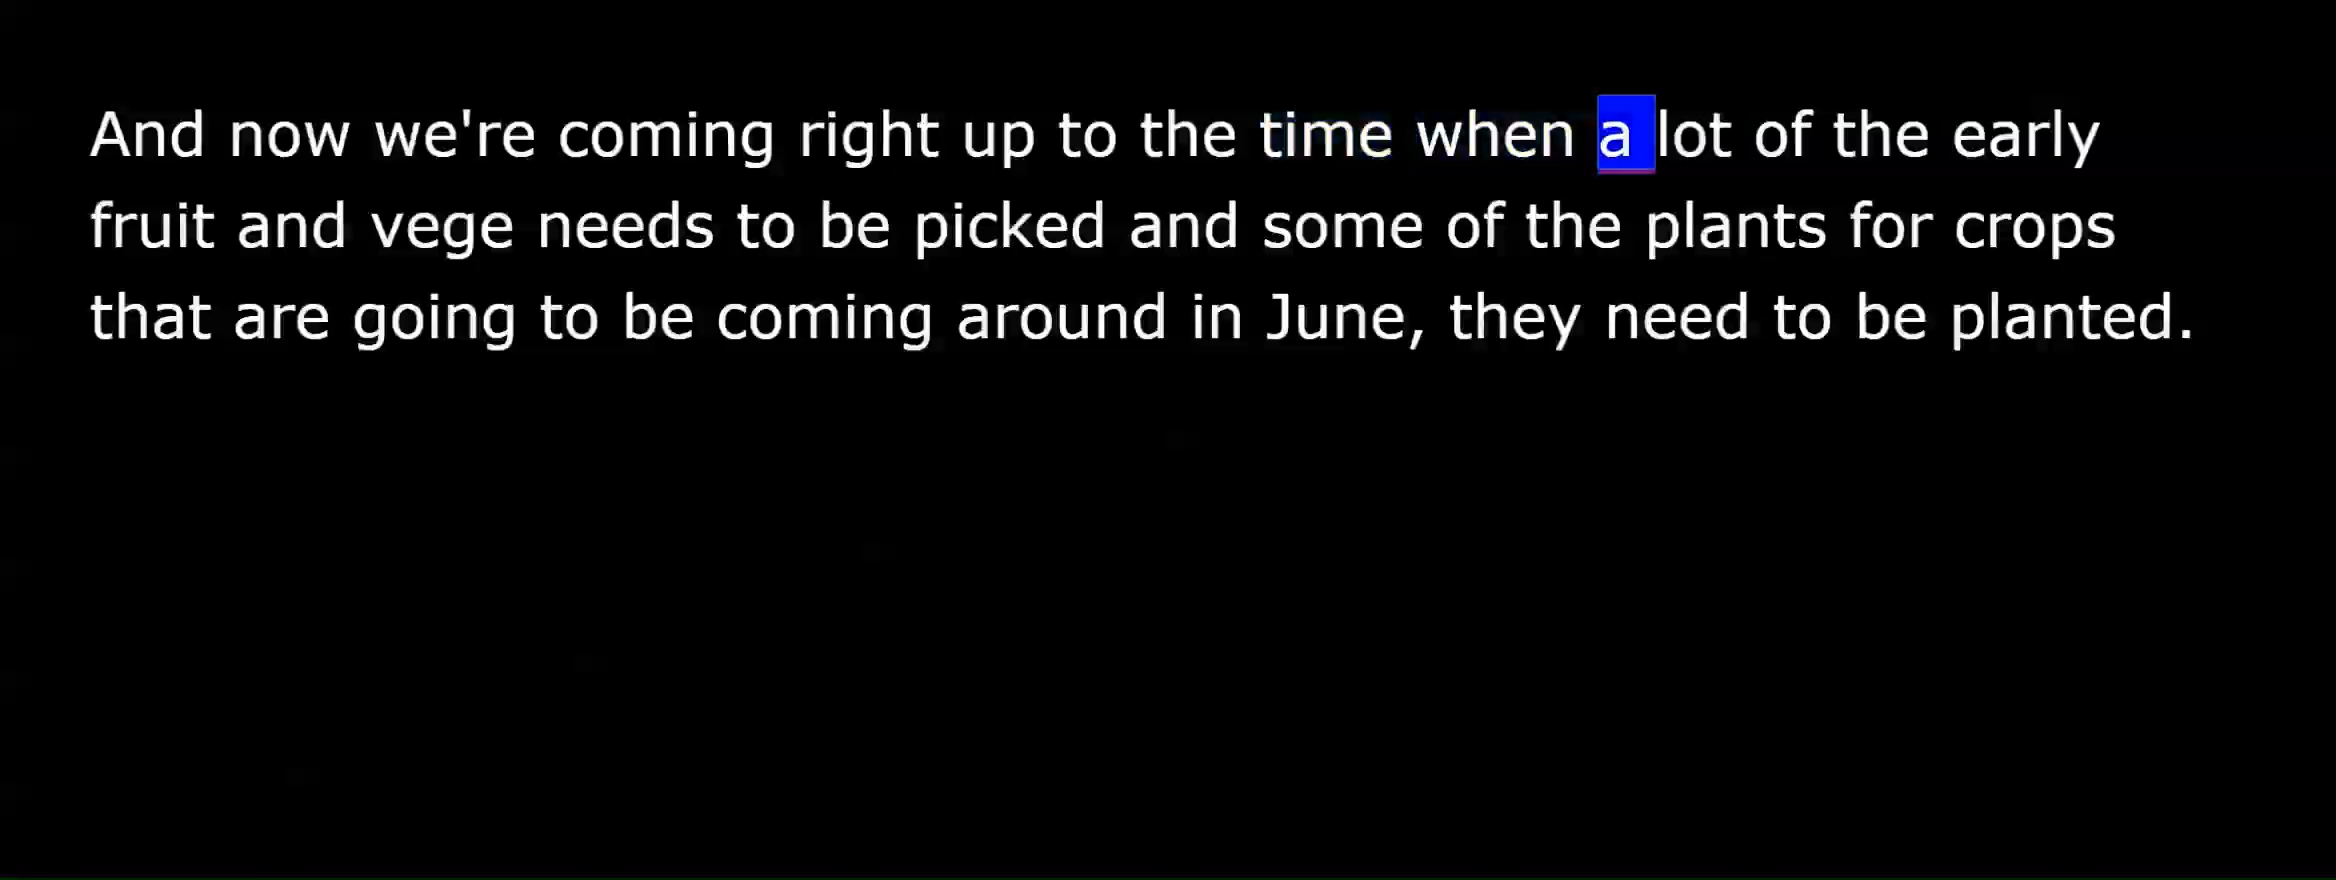 And now we're coming right up to the time when a lot of the early
fruit and vege needs to be picked and some of the plants for crops
that are going to be coming around in June, they need to be planted.